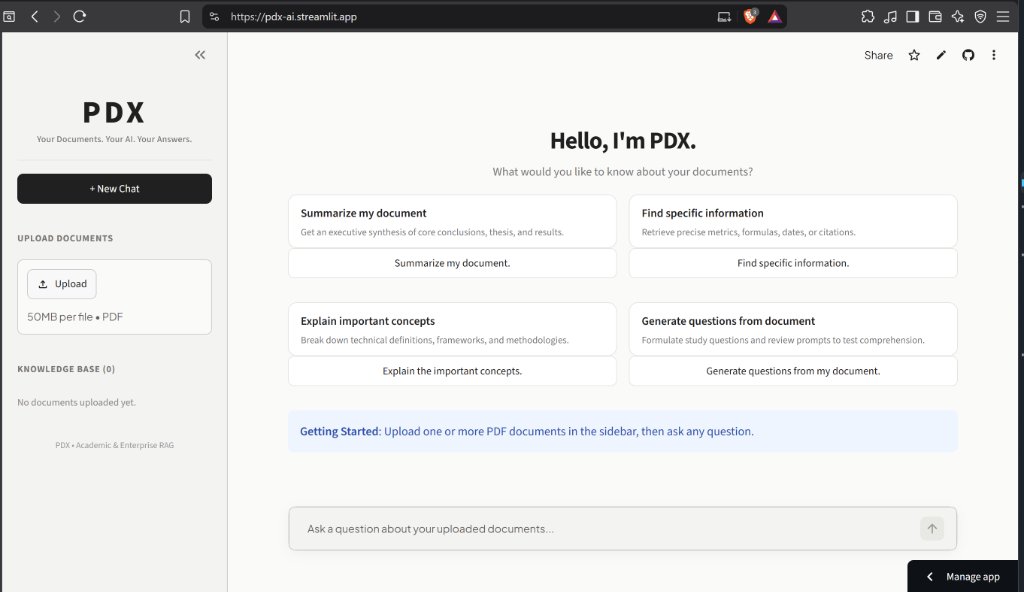 https://pdx-ai.streamlit.app
3
Share
PDX
Your Documents. Your AI. Your Answers.
+ New Chat
UPLOAD DOCUMENTS
Upload
50MB per file • PDF
KNOWLEDGE BASE (0)
No documents uploaded yet.
PDX • Academic & Enterprise RAG
Hello, I'm PDX.
What would you like to know about your documents?
Summarize my document
Get an executive synthesis of core conclusions, thesis, and results.
Summarize my document.
Find specific information
Retrieve precise metrics, formulas, dates, or citations.
Find specific information.
Explain important concepts
Break down technical definitions, frameworks, and methodologies.
Explain the important concepts.
Generate questions from document
Formulate study questions and review prompts to test comprehension.
Generate questions from my document.
Getting Started: Upload one or more PDF documents in the sidebar, then ask any question.
Ask a question about your uploaded documents...
Manage app